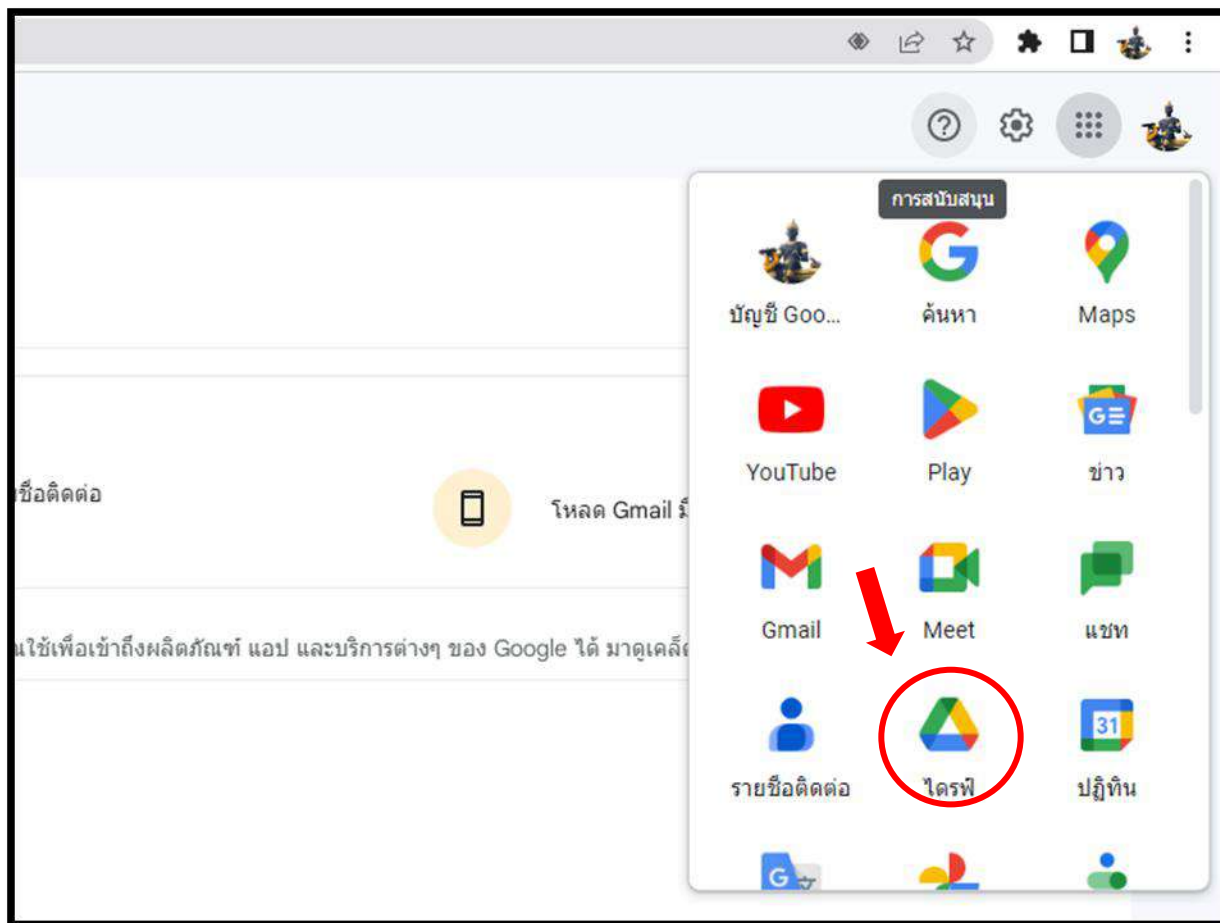 การสนับสนุน
บัญชี Goo...
ค้นหา
Maps
YouTube
Play
ข่าว
G
Gmail
Meet
แชท
ชื่อติดต่อ
โหลด Gmail
นใช้เพื่อเข้าถึงผลิตภัณฑ์ แอป และบริการต่างๆ ของ Google ได้ มาดูเคล็ด
31
รายชื่อติดต่อ
ไดรฟ์
ปฏิทิน
G